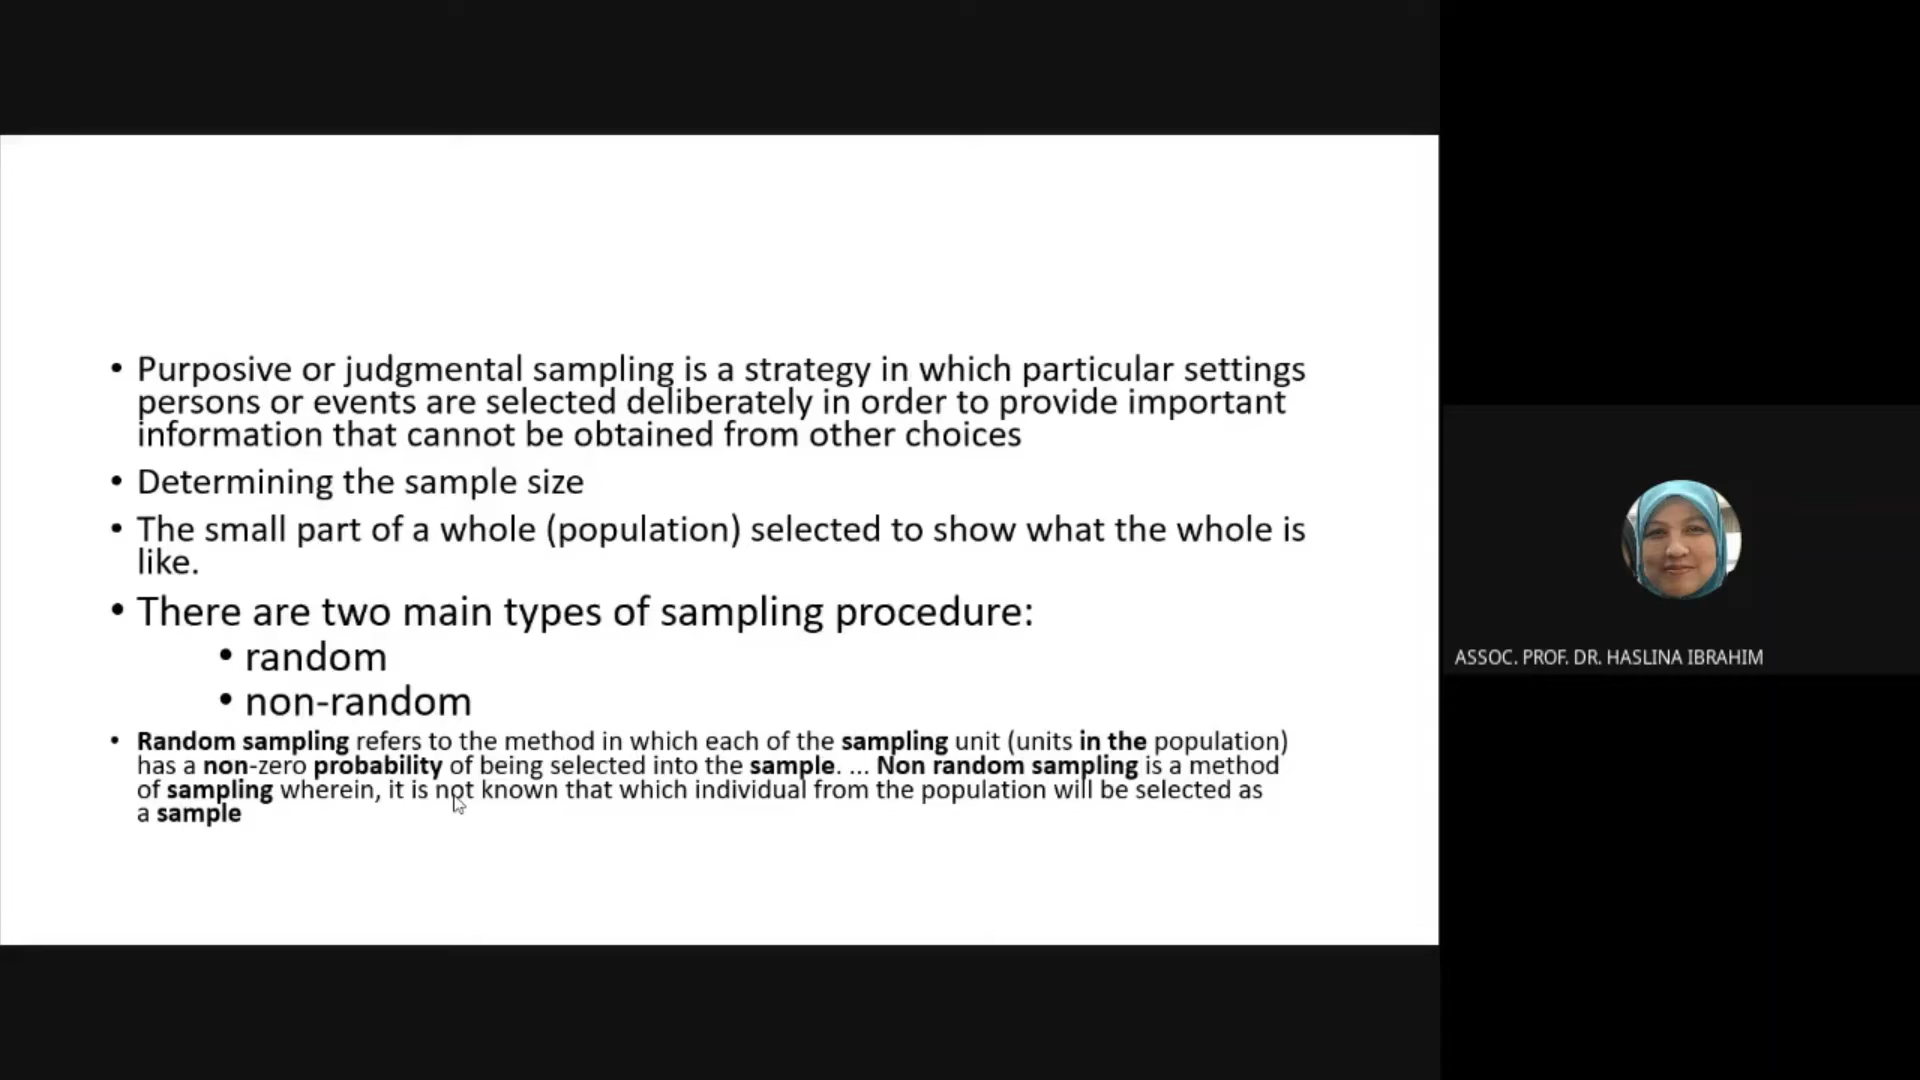 • Purposive or judgmental sampling is a strategy in which particular settings
persons or events are selected deliberately in order to provide important
information that cannot be obtained from other choices
• Determining the sample size
• The small part of a whole (population) selected to show what the whole is
like.
• There are two main types of sampling procedure:
• random
• non-random
• Random sampling refers to the method in which each of the sampling unit (units in the population)
has a non-zero probability of being selected into the sample. ... Non random sampling is a method
of sampling wherein, it is not known that which individual from the population will be selected as
a sample
ASSOC. PROF. DR. HASLINA IBRAHIM